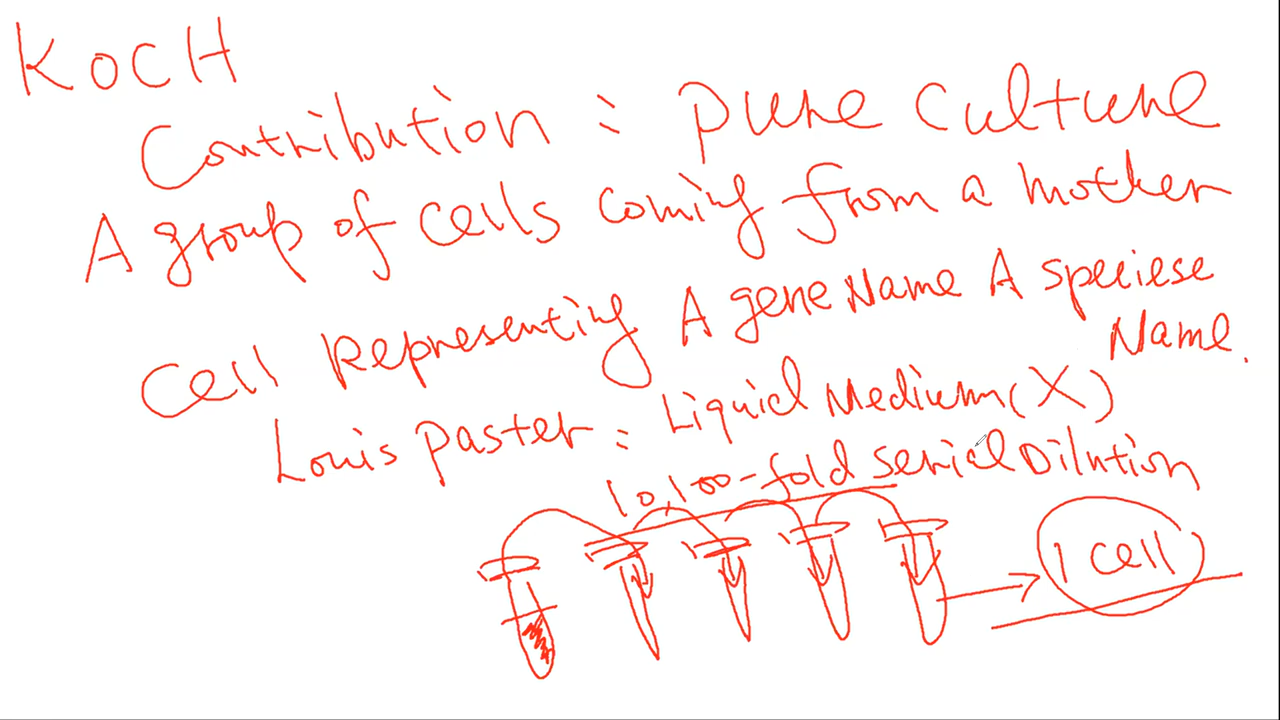 KOCH
Contribution : pure culture
A group of cells coming from a mother
Cell Representing A gene Name A speciese
Name.
Louis Paster : Liquid Medium (X)
10,100-fold serial Dilution
1 cell